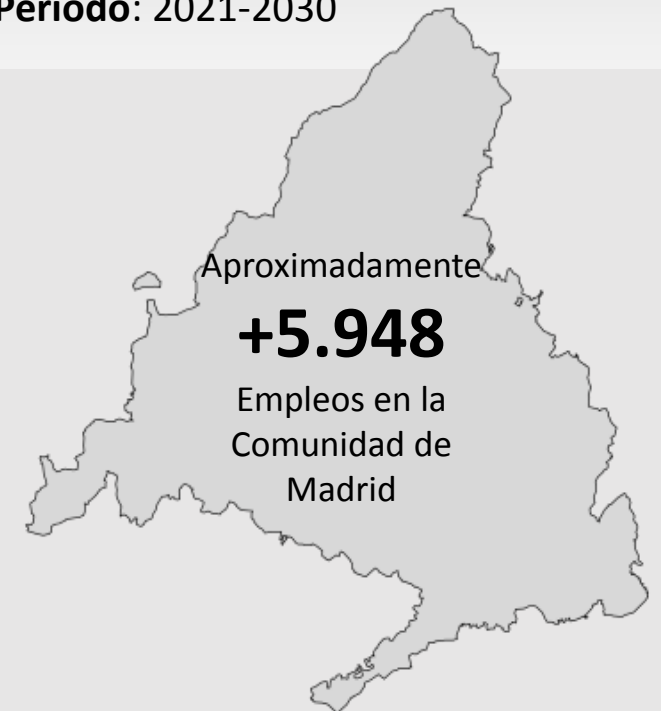 Periodo: 2021-2030
Aproximadamente
+5.948
Empleos en la
Comunidad de
Madrid